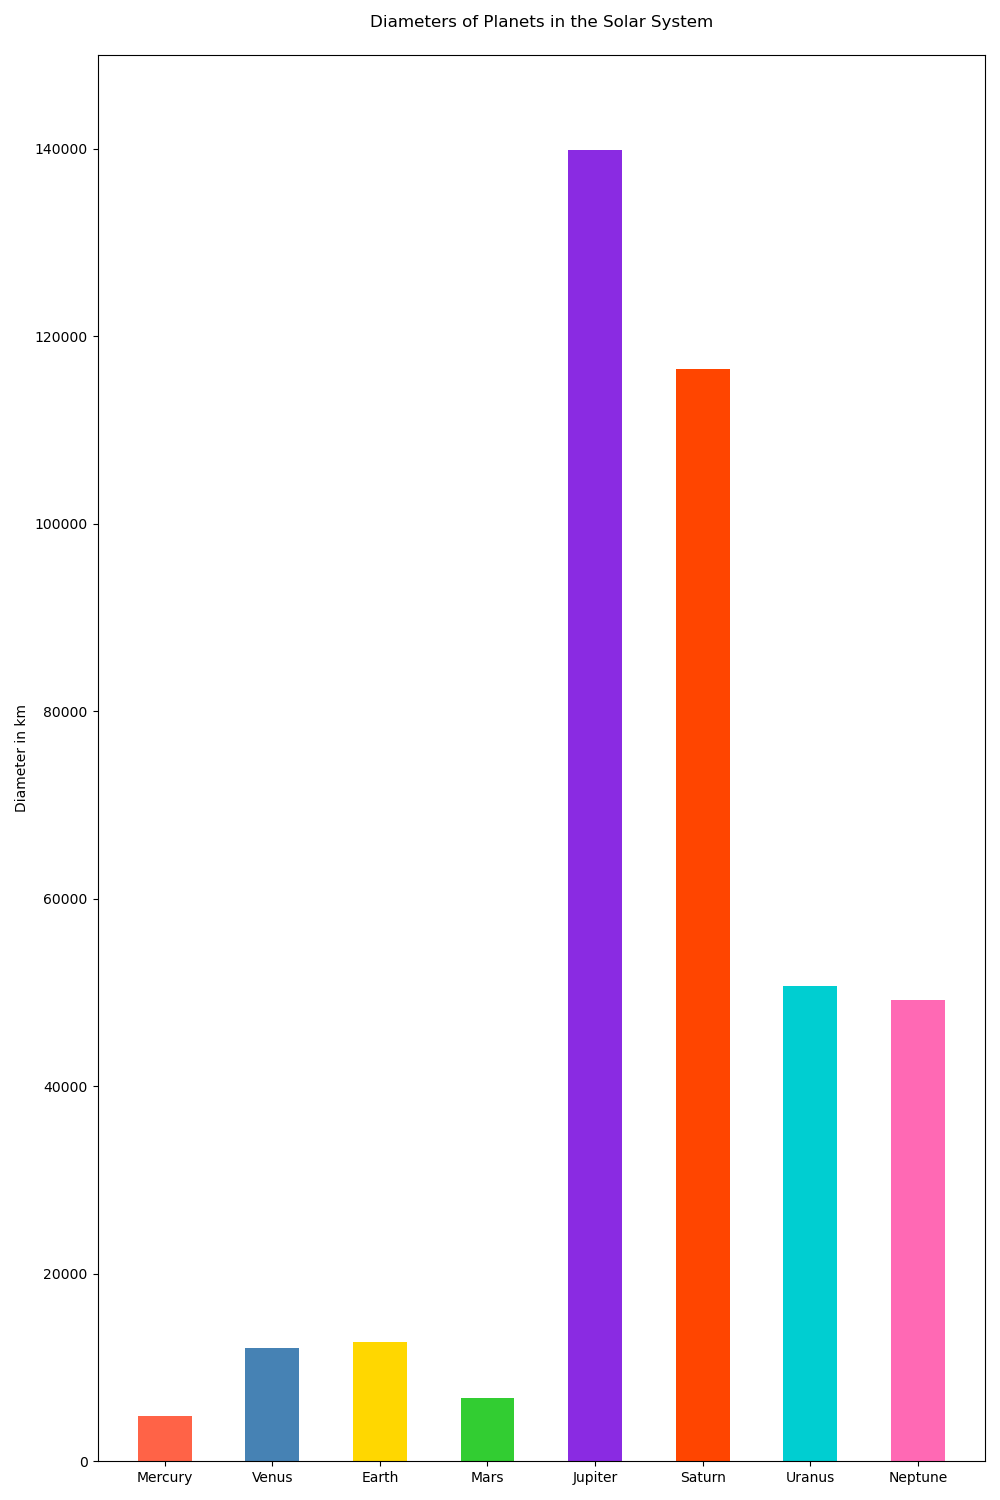 Diameters of Planets in the Solar System
140000
120000
100000
80000
60000
40000
20000
0
Diameter in km
Mercury Venus Earth Mars Jupiter Saturn Uranus Neptune